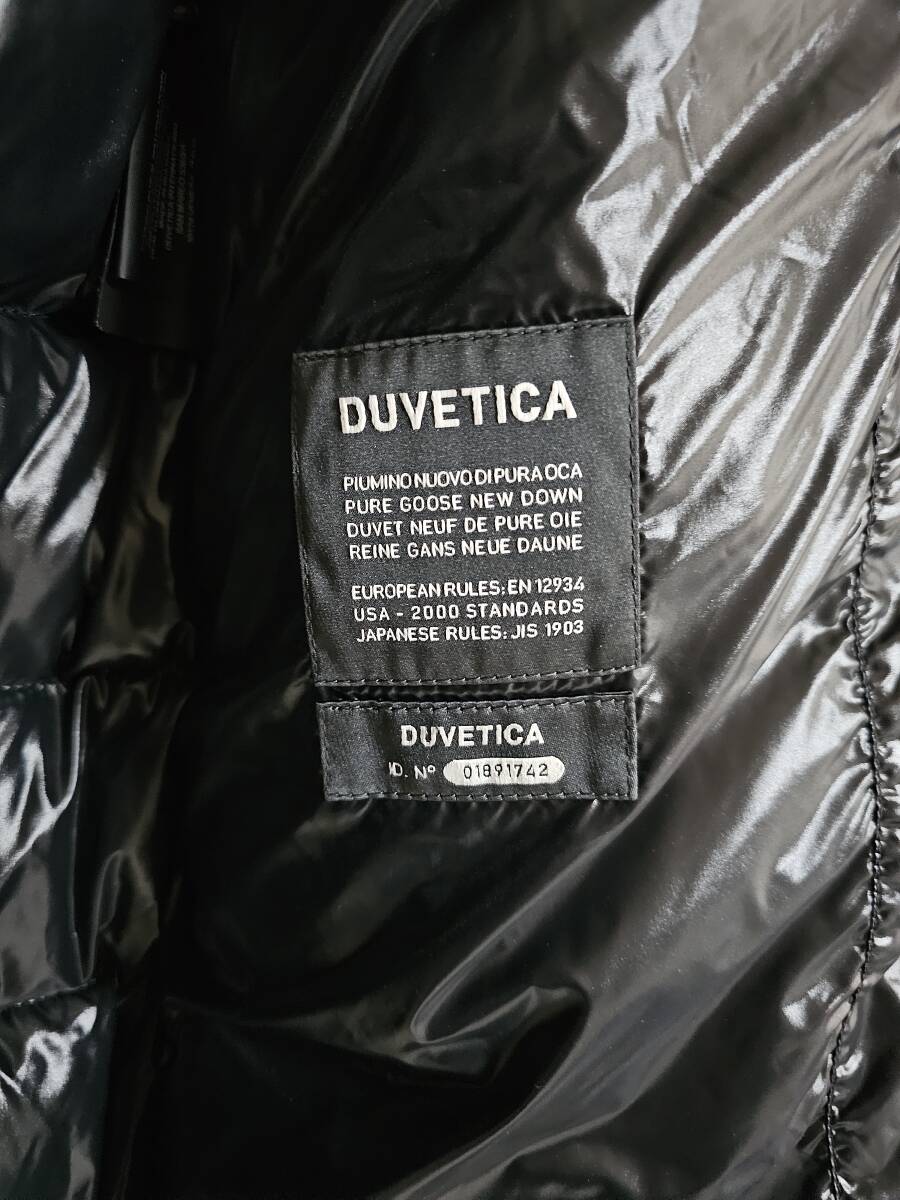 DUVETICA
PIUMINO NUOVO DI PURA OCA
PURE GOOSE NEW DOWN
DUVET NEUF DE PURE OIE
REINE GANS NEUE DAUNE
EUROPEAN RULES: EN 12934
USA - 2000 STANDARDS
JAPANESE RULES: JIS 1903
DUVETICA
ID. Nº 01891742